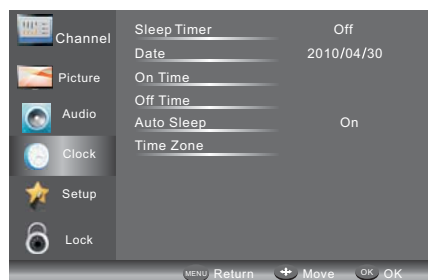 Channel
Picture
Audio
Clock
Setup
Lock
Sleep Timer Off
Date 2010/04/30
On Time
Off Time
Auto Sleep On
Time Zone
MENU Return Move OK OK